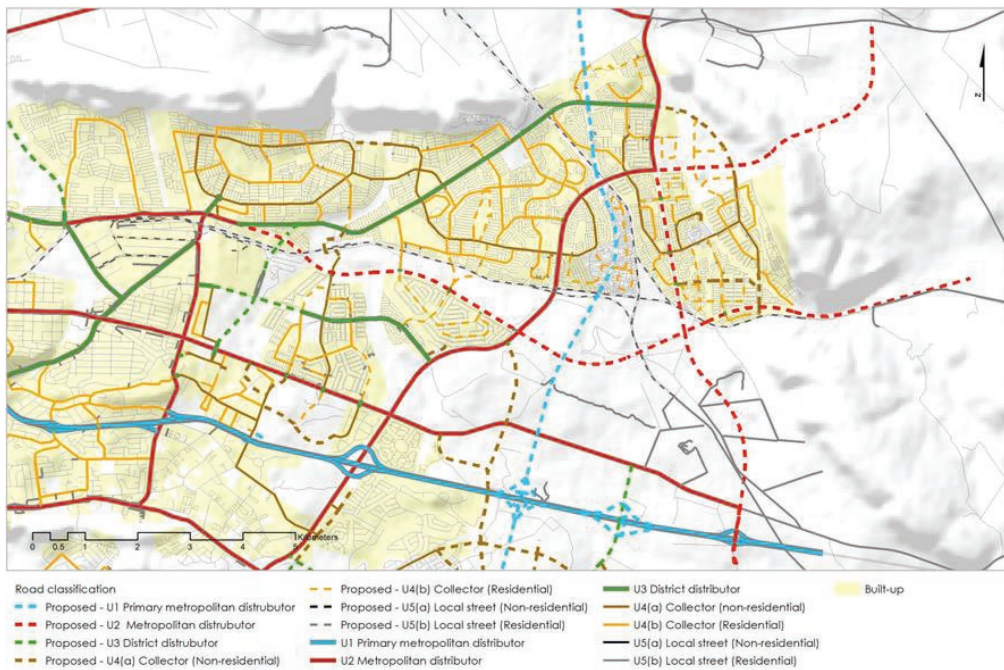 N
0 0.5 1 2 3 4 5
Kilometers
Road classification
Proposed - U1 Primary metropolitan distrubutor
Proposed - U2 Metropolitan distrubutor
Proposed - U3 District distrubutor
Proposed - U4(a) Collector (Non-residential)
Proposed - U4(b) Collector (Residential)
Proposed - U5(a) Local street (Non-residential)
Proposed - U5(b) Local street (Residential)
U1 Primary metropolitan distributor
U2 Metropolitan distributor
U3 District distributor
U4(a) Collector (non-residential)
U4(b) Collector (Residential)
U5(a) Local street (Non-residential)
U5(b) Local street (Residential)
Built-up